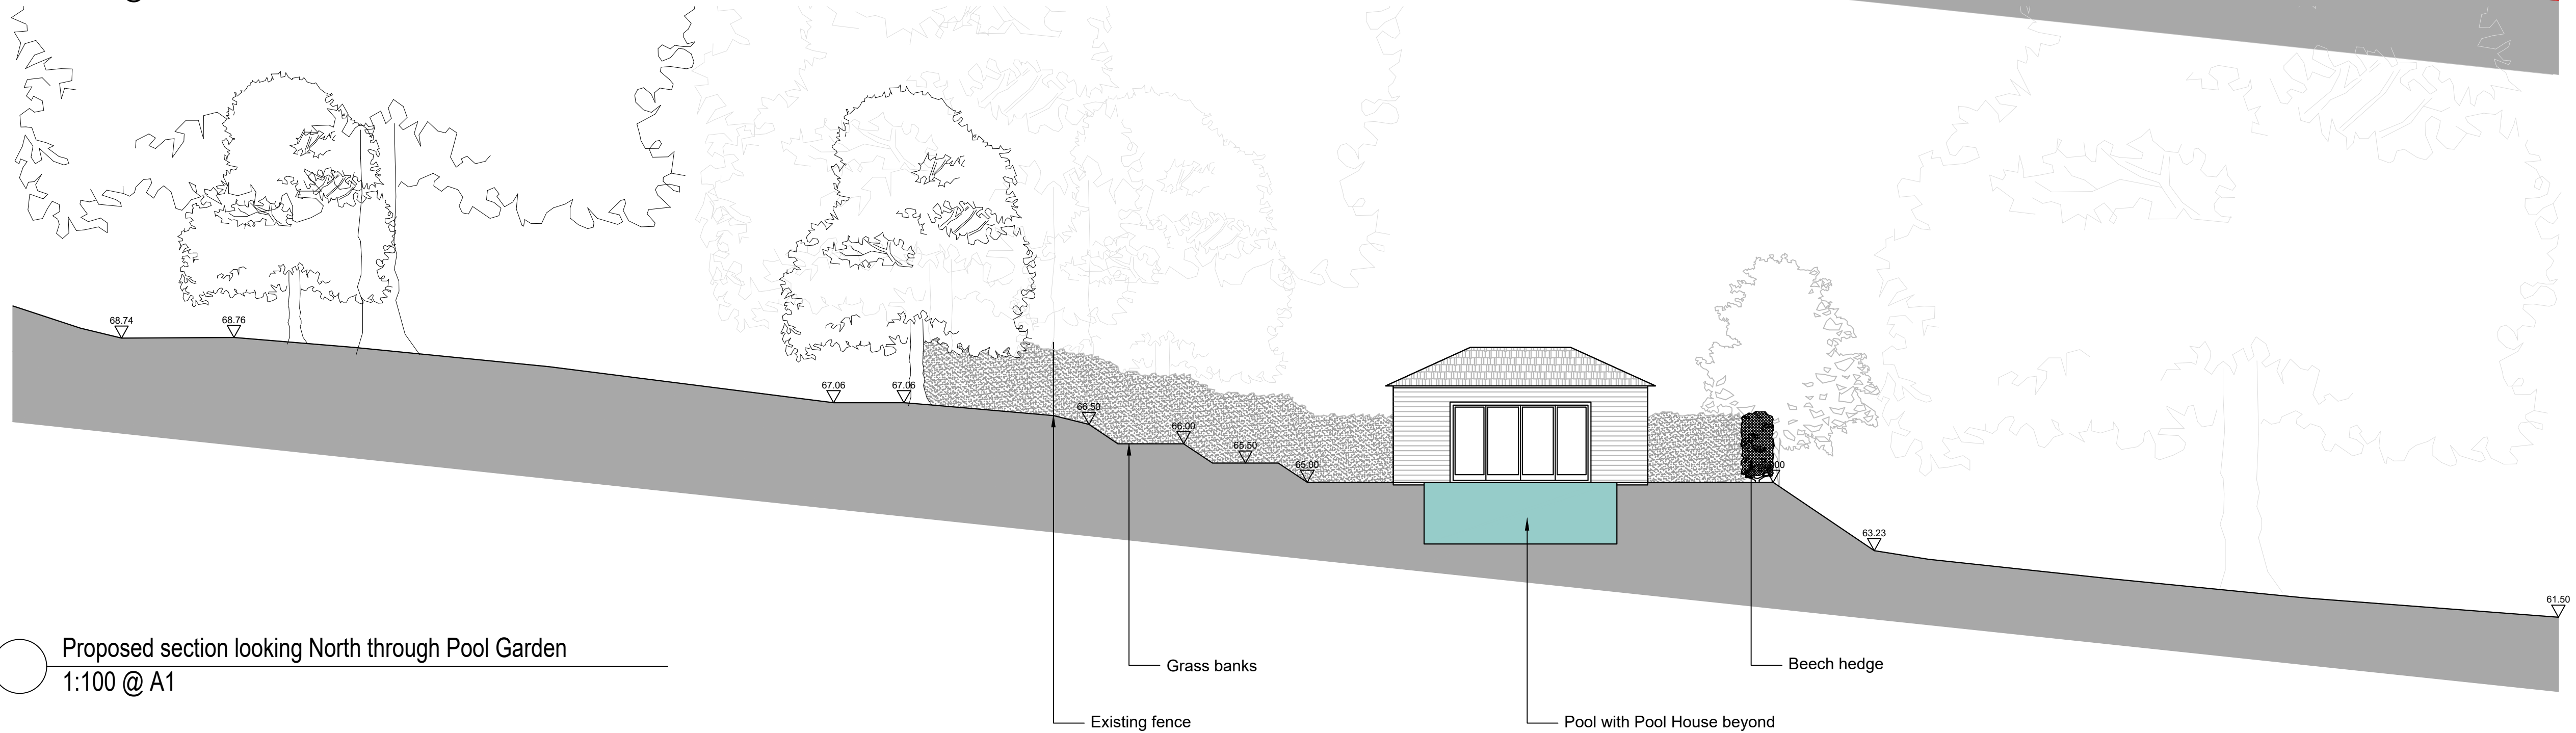 68.74
68.76
67.06
67.06
66.50
66.00
65.50
65.00
63.23
61.50
Proposed section looking North through Pool Garden
1:100 @ A1
Grass banks
Beech hedge
Existing fence
Pool with Pool House beyond